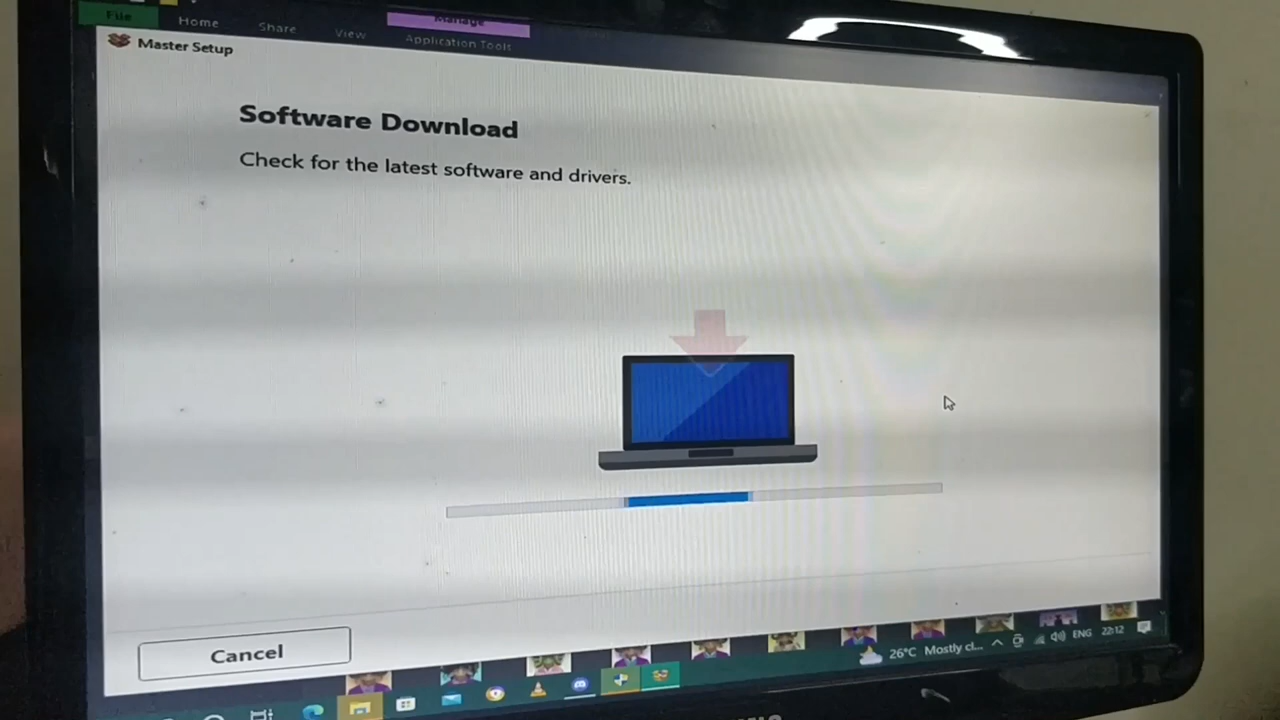 File
Home
Share
View
Manage
Application Tools
Master Setup
Software Download
Check for the latest software and drivers.
Cancel
26°C Mostly cl...
ENG
22:12